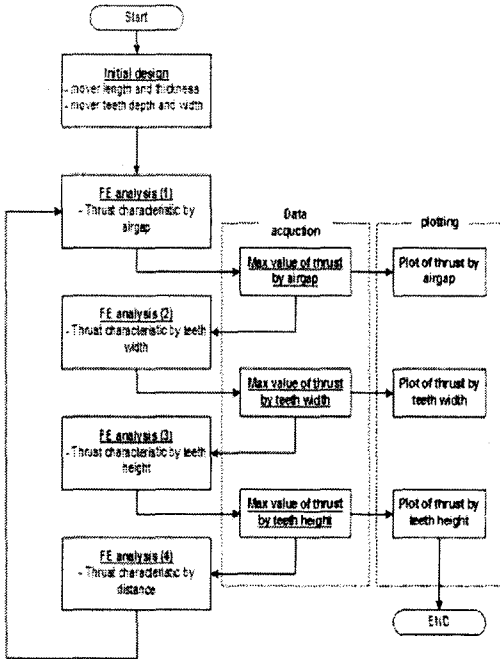 Start
Initial design
- mover length and thickness
- mover teeth depth and width
FE analysis (1)
- Thrust characteristic by
airgap
Data
acquction
plotting
Max value of thrust
by airgap
Plot of thrust by
airgap
FE analysis (2)
- Thrust characteristic by teeth
width
Max value of thrust
by teeth width
Plot of thrust by
teeth width
FE analysis (3)
- Thrust characteristic by teeth
height
Max value of thrust
by teeth height
Plot of thrust by
teeth height
FE analysis (4)
- Thrust characteristic by
distance
END